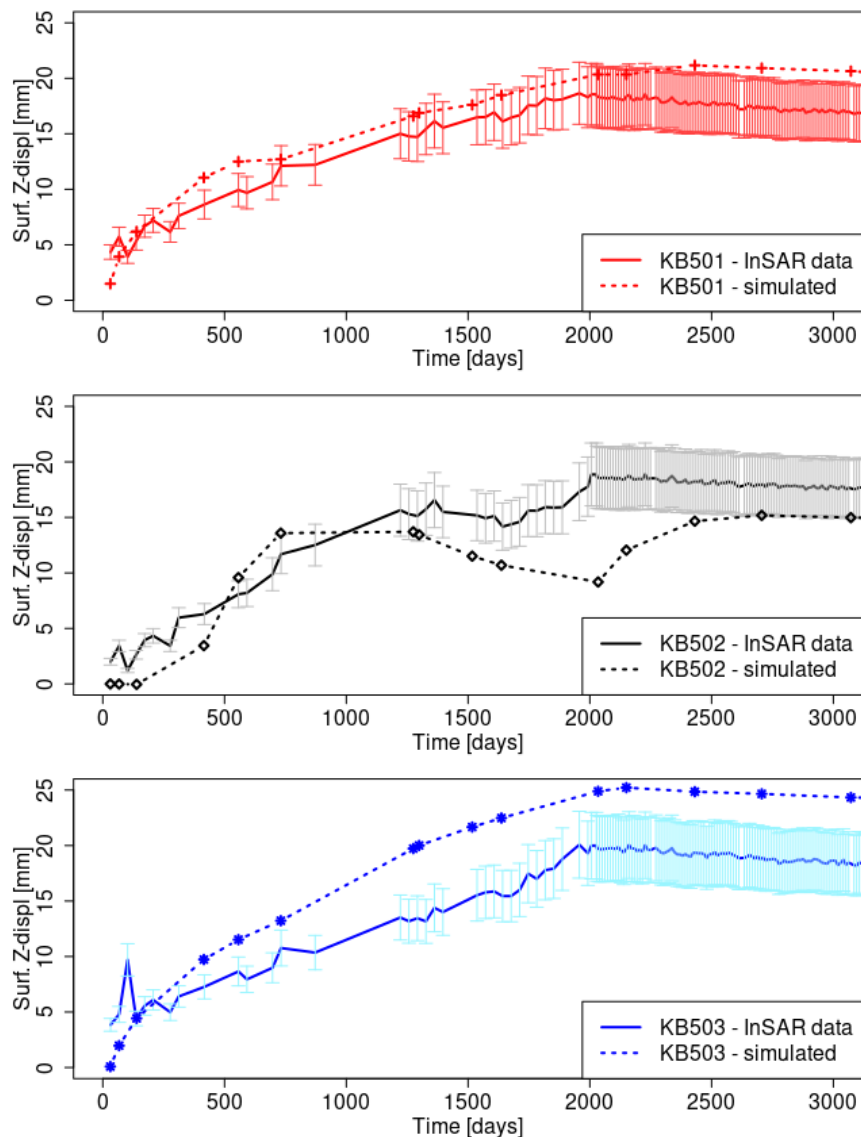 25
20
15
10
5
0
Surf. Z-displ [mm]
KB501 - InSAR data
KB501 - simulated
0 500 1000 1500 2000 2500 3000
Time [days]
25
20
15
10
5
0
Surf. Z-displ [mm]
KB502 - InSAR data
KB502 - simulated
0 500 1000 1500 2000 2500 3000
Time [days]
25
20
15
10
5
0
Surf. Z-displ [mm]
KB503 - InSAR data
KB503 - simulated
0 500 1000 1500 2000 2500 3000
Time [days]